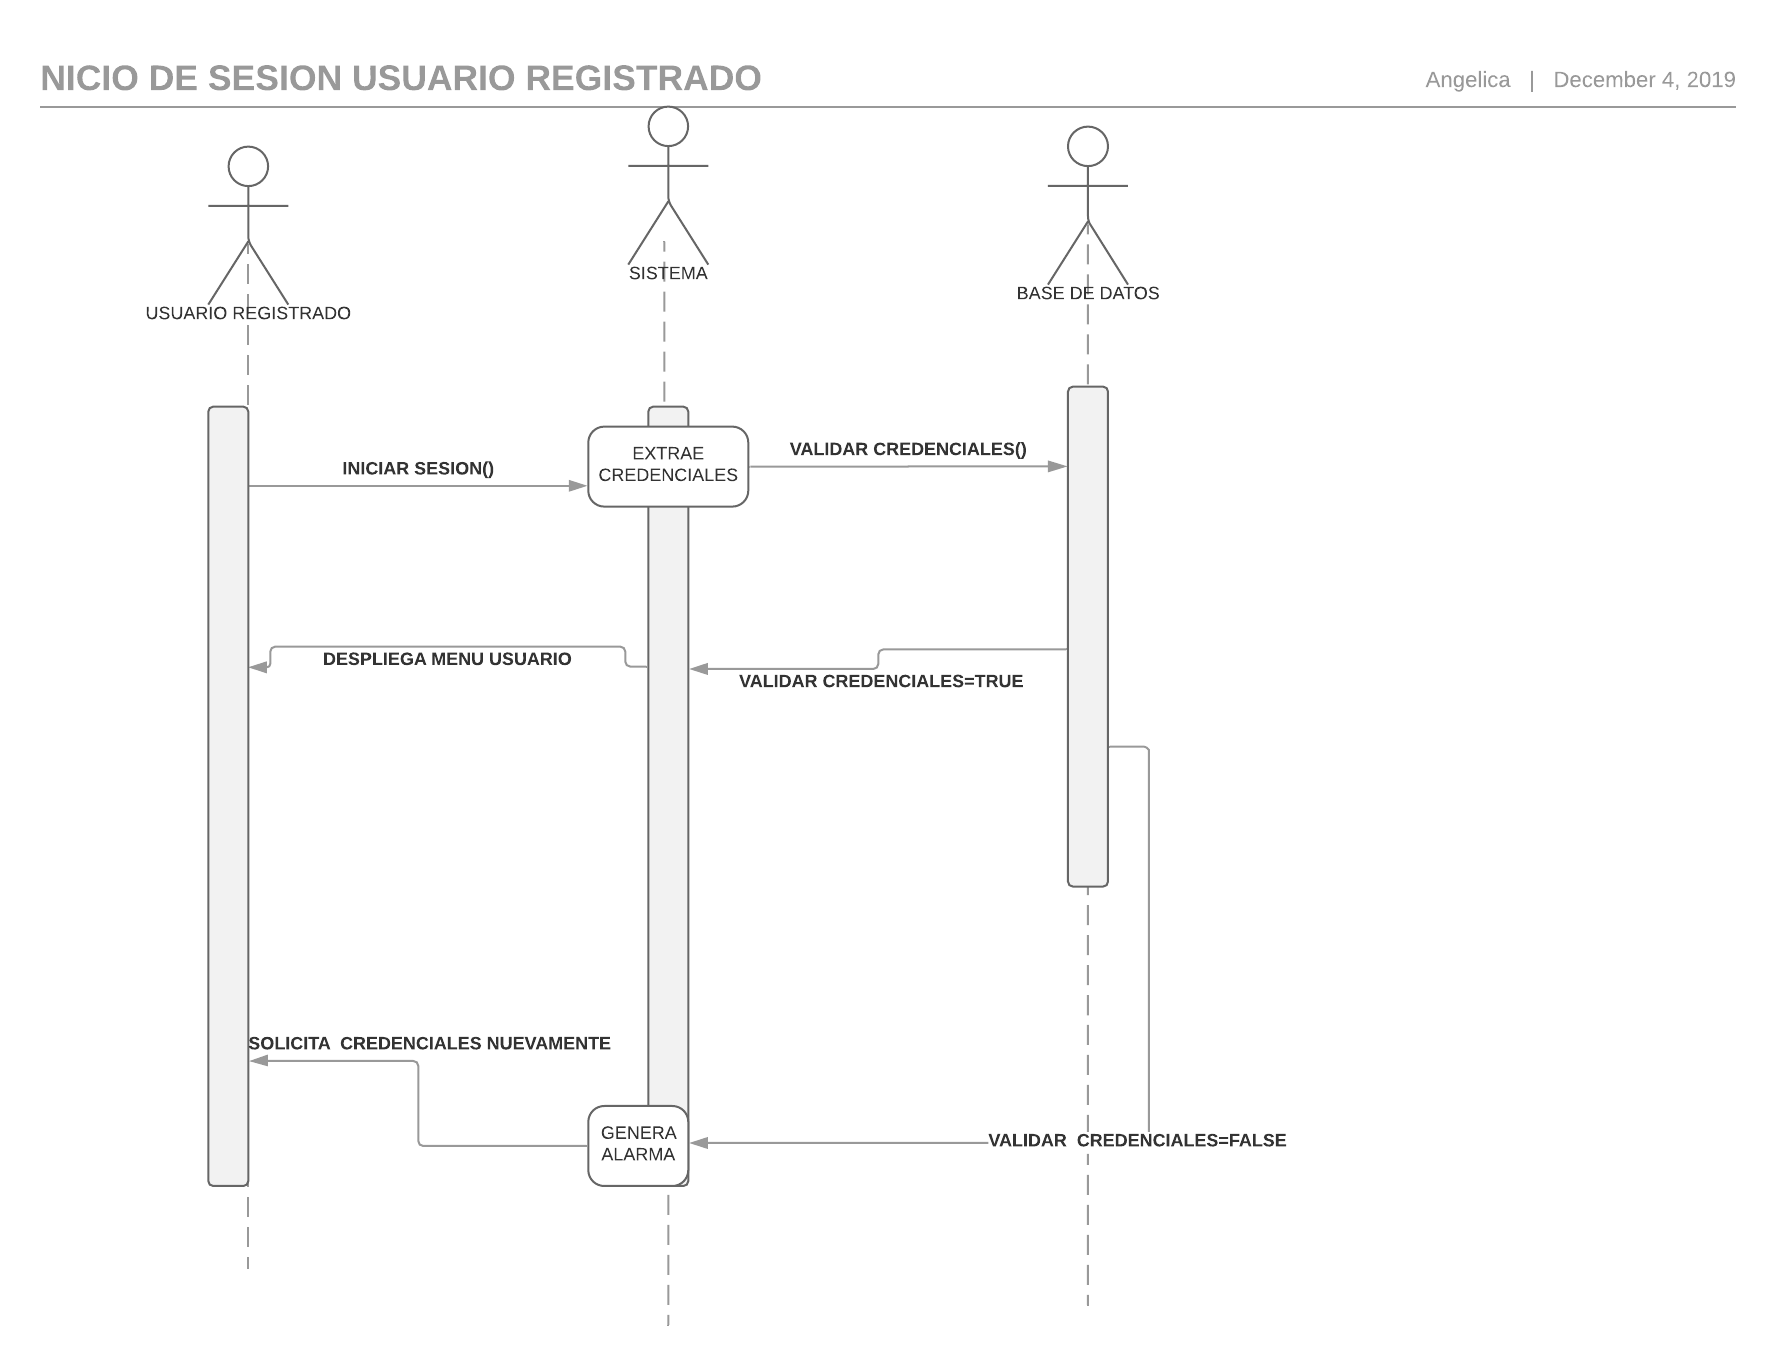 NICIO DE SESION USUARIO REGISTRADO
Angelica | December 4, 2019
SISTEMA
BASE DE DATOS
USUARIO REGISTRADO
INICIAR SESION()
EXTRAE
CREDENCIALES
VALIDAR CREDENCIALES()
DESPLIEGA MENU USUARIO
VALIDAR CREDENCIALES=TRUE
SOLICITA  CREDENCIALES NUEVAMENTE
GENERA
ALARMA
VALIDAR  CREDENCIALES=FALSE